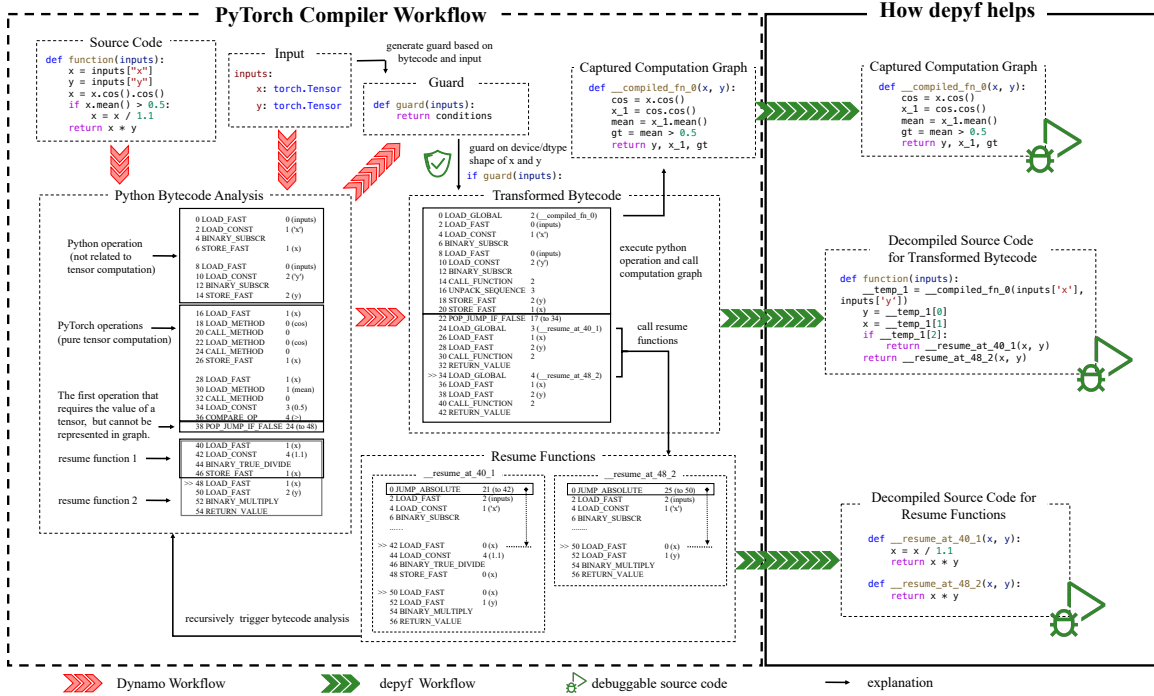 PyTorch Compiler Workflow
How depyf helps
Source Code
def function(inputs):
x = inputs["x"]
y = inputs["y"]
x = x.cos().cos()
if x.mean() > 0.5:
x = x / 1.1
return x * y
Input
inputs:
x: torch.Tensor
y: torch.Tensor
generate guard based on
bytecode and input
Guard
def guard(inputs):
return conditions
guard on device/dtype
shape of x and y
if guard(inputs):
Captured Computation Graph
def __compiled_fn_0(x, y):
cos = x.cos()
x_1 = cos.cos()
mean = x_1.mean()
gt = mean > 0.5
return y, x_1, gt
Captured Computation Graph
def __compiled_fn_0(x, y):
cos = x.cos()
x_1 = cos.cos()
mean = x_1.mean()
gt = mean > 0.5
return y, x_1, gt
Python Bytecode Analysis
Python operation
(not related to
tensor computation)
PyTorch operations
(pure tensor computation)
The first operation that
requires the value of a
tensor, but cannot be
represented in graph.
resume function 1
resume function 2
0 LOAD_FAST 0 (inputs)
2 LOAD_CONST 1 ('x')
4 BINARY_SUBSCR
6 STORE_FAST 1 (x)
8 LOAD_FAST 0 (inputs)
10 LOAD_CONST 2 ('y')
12 BINARY_SUBSCR
14 STORE_FAST 2 (y)
16 LOAD_FAST 1 (x)
18 LOAD_METHOD 0 (cos)
20 CALL_METHOD 0
22 LOAD_METHOD 0 (cos)
24 CALL_METHOD 0
26 STORE_FAST 1 (x)
28 LOAD_FAST 1 (x)
30 LOAD_METHOD 1 (mean)
32 CALL_METHOD 0
34 LOAD_CONST 3 (0.5)
36 COMPARE_OP 4 (>)
38 POP_JUMP_IF_FALSE 24 (to 48)
40 LOAD_FAST 1 (x)
42 LOAD_CONST 4 (1.1)
44 BINARY_TRUE_DIVIDE
46 STORE_FAST 1 (x)
>> 48 LOAD_FAST 1 (x)
50 LOAD_FAST 2 (y)
52 BINARY_MULTIPLY
54 RETURN_VALUE
Transformed Bytecode
0 LOAD_GLOBAL 2 (__compiled_fn_0)
2 LOAD_FAST 0 (inputs)
4 LOAD_CONST 1 ('x')
6 BINARY_SUBSCR
8 LOAD_FAST 0 (inputs)
10 LOAD_CONST 2 ('y')
12 BINARY_SUBSCR
14 CALL_FUNCTION 2
16 UNPACK_SEQUENCE 3
18 STORE_FAST 2 (y)
20 STORE_FAST 1 (x)
22 POP_JUMP_IF_FALSE 17 (to 34)
24 LOAD_GLOBAL 3 (__resume_at_40_1)
26 LOAD_FAST 1 (x)
28 LOAD_FAST 2 (y)
30 CALL_FUNCTION 2
32 RETURN_VALUE
>> 34 LOAD_GLOBAL 4 (__resume_at_48_2)
36 LOAD_FAST 1 (x)
38 LOAD_FAST 2 (y)
40 CALL_FUNCTION 2
42 RETURN_VALUE
execute python
operation and call
computation graph
call resume
functions
Decompiled Source Code
for Transformed Bytecode
def function(inputs):
__temp_1 = __compiled_fn_0(inputs['x'],
inputs['y'])
y = __temp_1[0]
x = __temp_1[1]
if __temp_1[2]:
return __resume_at_40_1(x, y)
return __resume_at_48_2(x, y)
Resume Functions
__resume_at_40_1
0 JUMP_ABSOLUTE 21 (to 42)
2 LOAD_FAST 2 (inputs)
4 LOAD_CONST 1 ('x')
6 BINARY_SUBSCR
......
>> 42 LOAD_FAST 0 (x)
44 LOAD_CONST 4 (1.1)
46 BINARY_TRUE_DIVIDE
48 STORE_FAST 0 (x)
>> 50 LOAD_FAST 0 (x)
52 LOAD_FAST 1 (y)
54 BINARY_MULTIPLY
56 RETURN_VALUE
__resume_at_48_2
0 JUMP_ABSOLUTE 25 (to 50)
2 LOAD_FAST 2 (inputs)
4 LOAD_CONST 1 ('x')
6 BINARY_SUBSCR
........
>> 50 LOAD_FAST 0 (x)
52 LOAD_FAST 1 (y)
54 BINARY_MULTIPLY
56 RETURN_VALUE
recursively trigger bytecode analysis
Decompiled Source Code for
Resume Functions
def __resume_at_40_1(x, y):
x = x / 1.1
return x * y
def __resume_at_48_2(x, y):
return x * y
Dynamo Workflow
depyf Workflow
debuggable source code
explanation